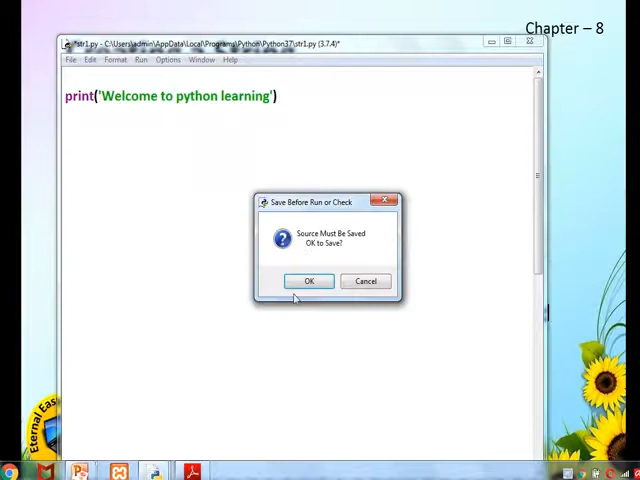 Chapter – 8
*str1.py - C:\Users\admin\AppData\Local\Programs\Python\Python37\str1.py (3.7.4)*
File Edit Format Run Options Window Help
print('Welcome to python learning')
Save Before Run or Check
Source Must Be Saved
OK to Save?
OK Cancel
Eternal Eas